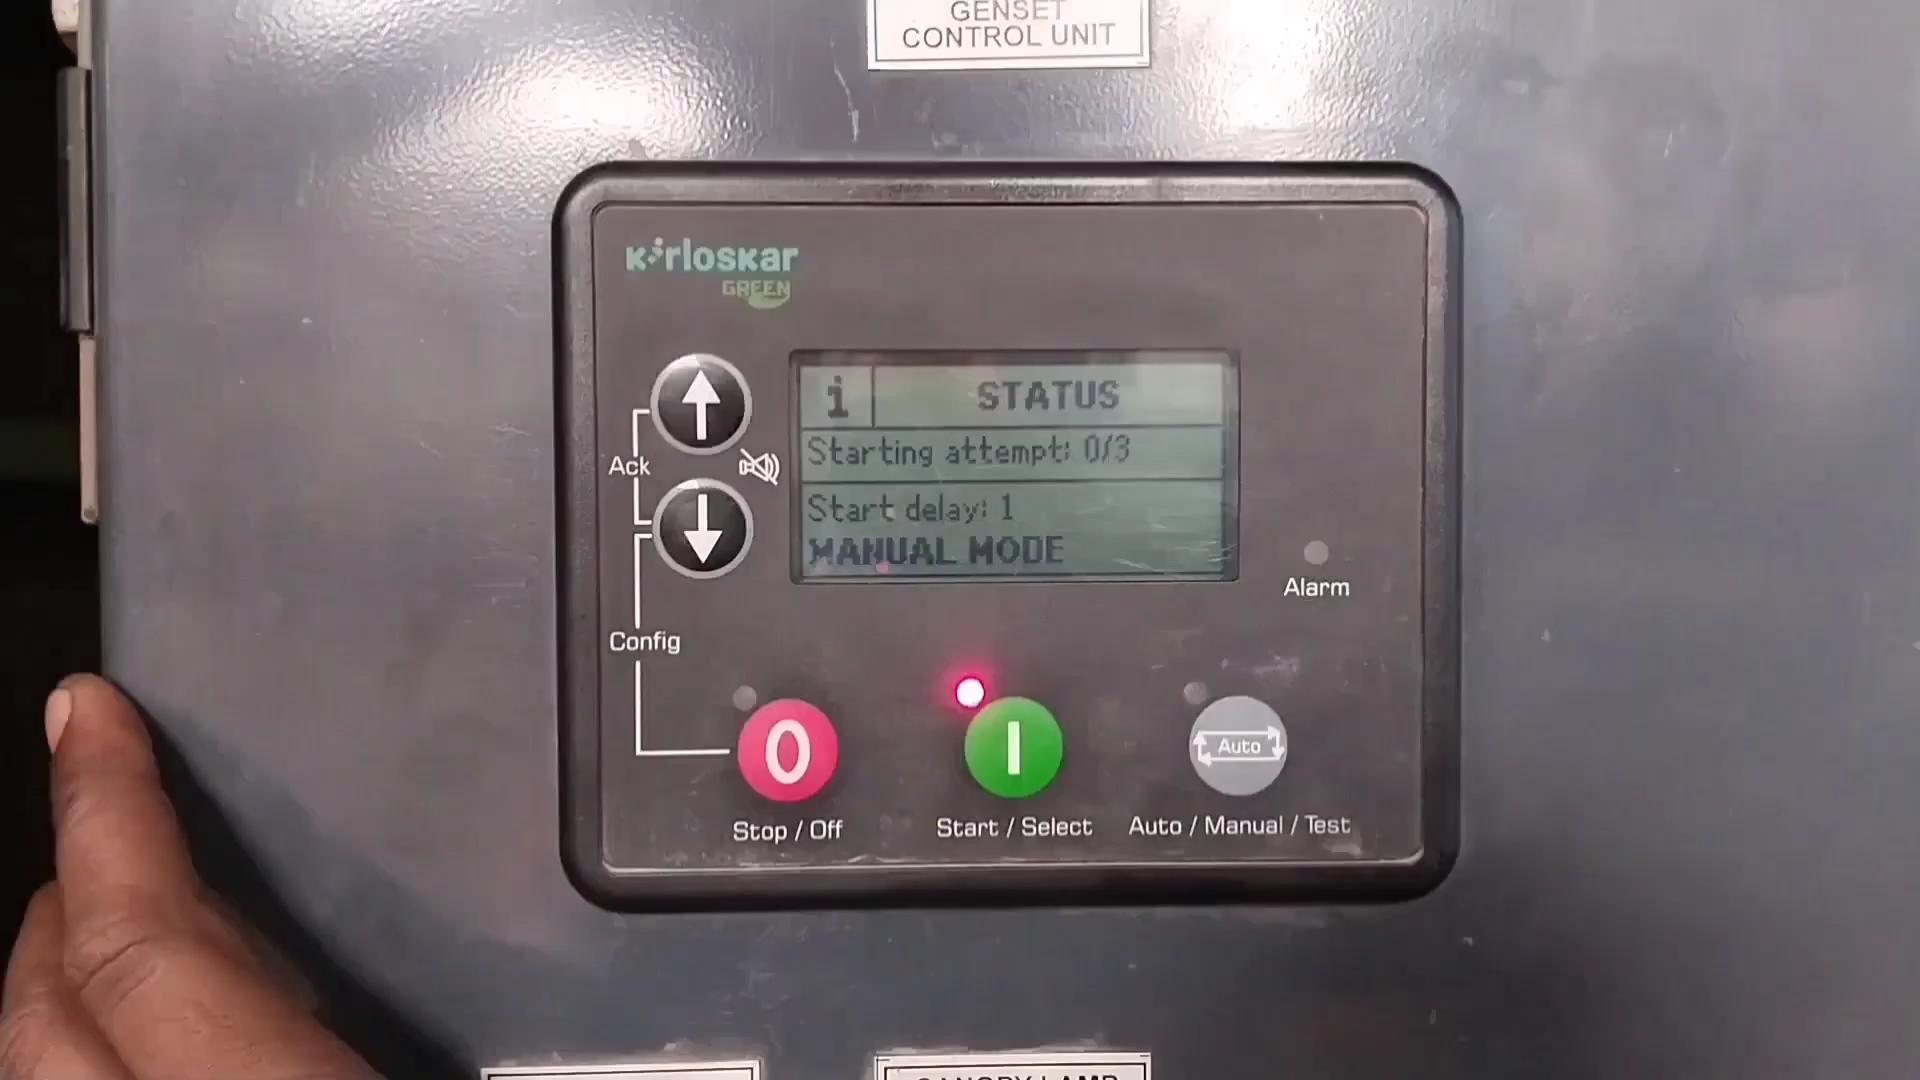 GENSET
CONTROL UNIT
Kirloskar
GREEN
i STATUS
Starting attempt: 0/3
Start delay: 1
MANUAL MODE
Ack
Alarm
Config
0
I
Auto
Stop / Off
Start / Select
Auto / Manual / Test
CANOPY LAMP